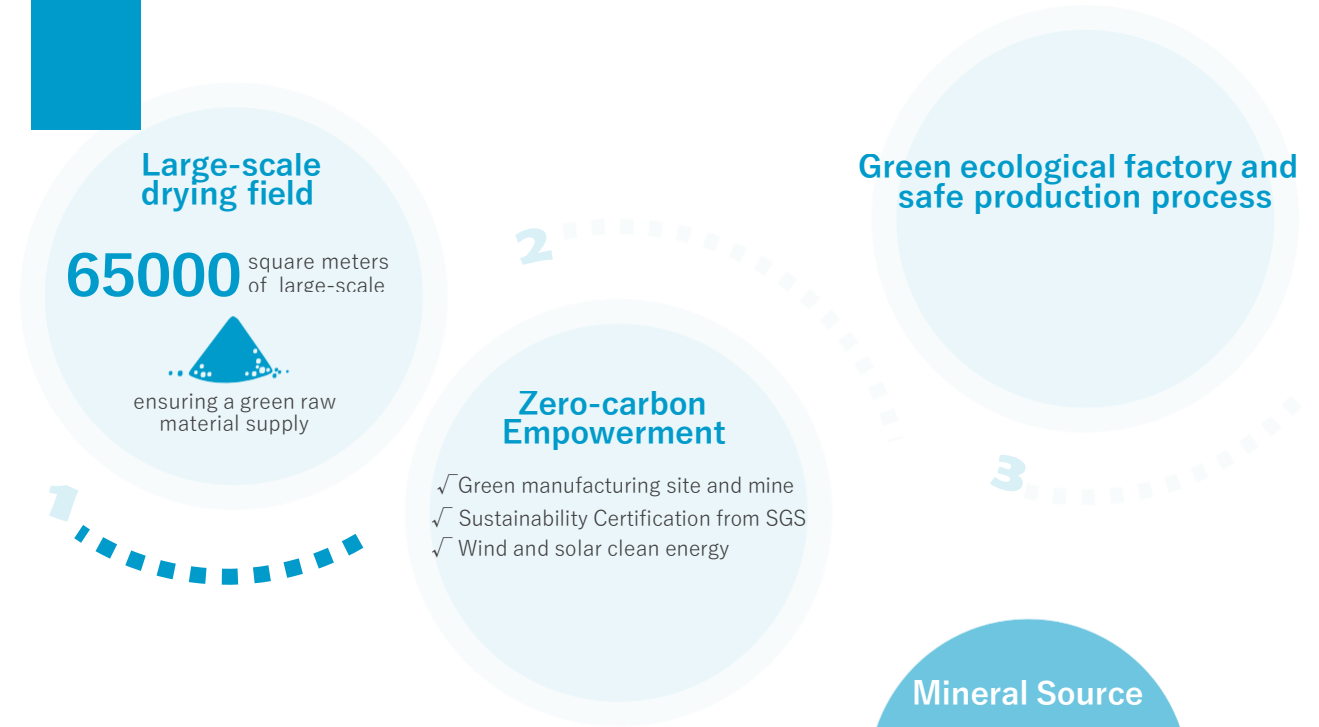 Large-scale
drying field
65000 square meters
of large-scale
ensuring a green raw
material supply
1
2
Zero-carbon
Empowerment
√Green manufacturing site and mine
√ Sustainability Certification from SGS
√ Wind and solar clean energy
Green ecological factory and
safe production process
3
Mineral Source